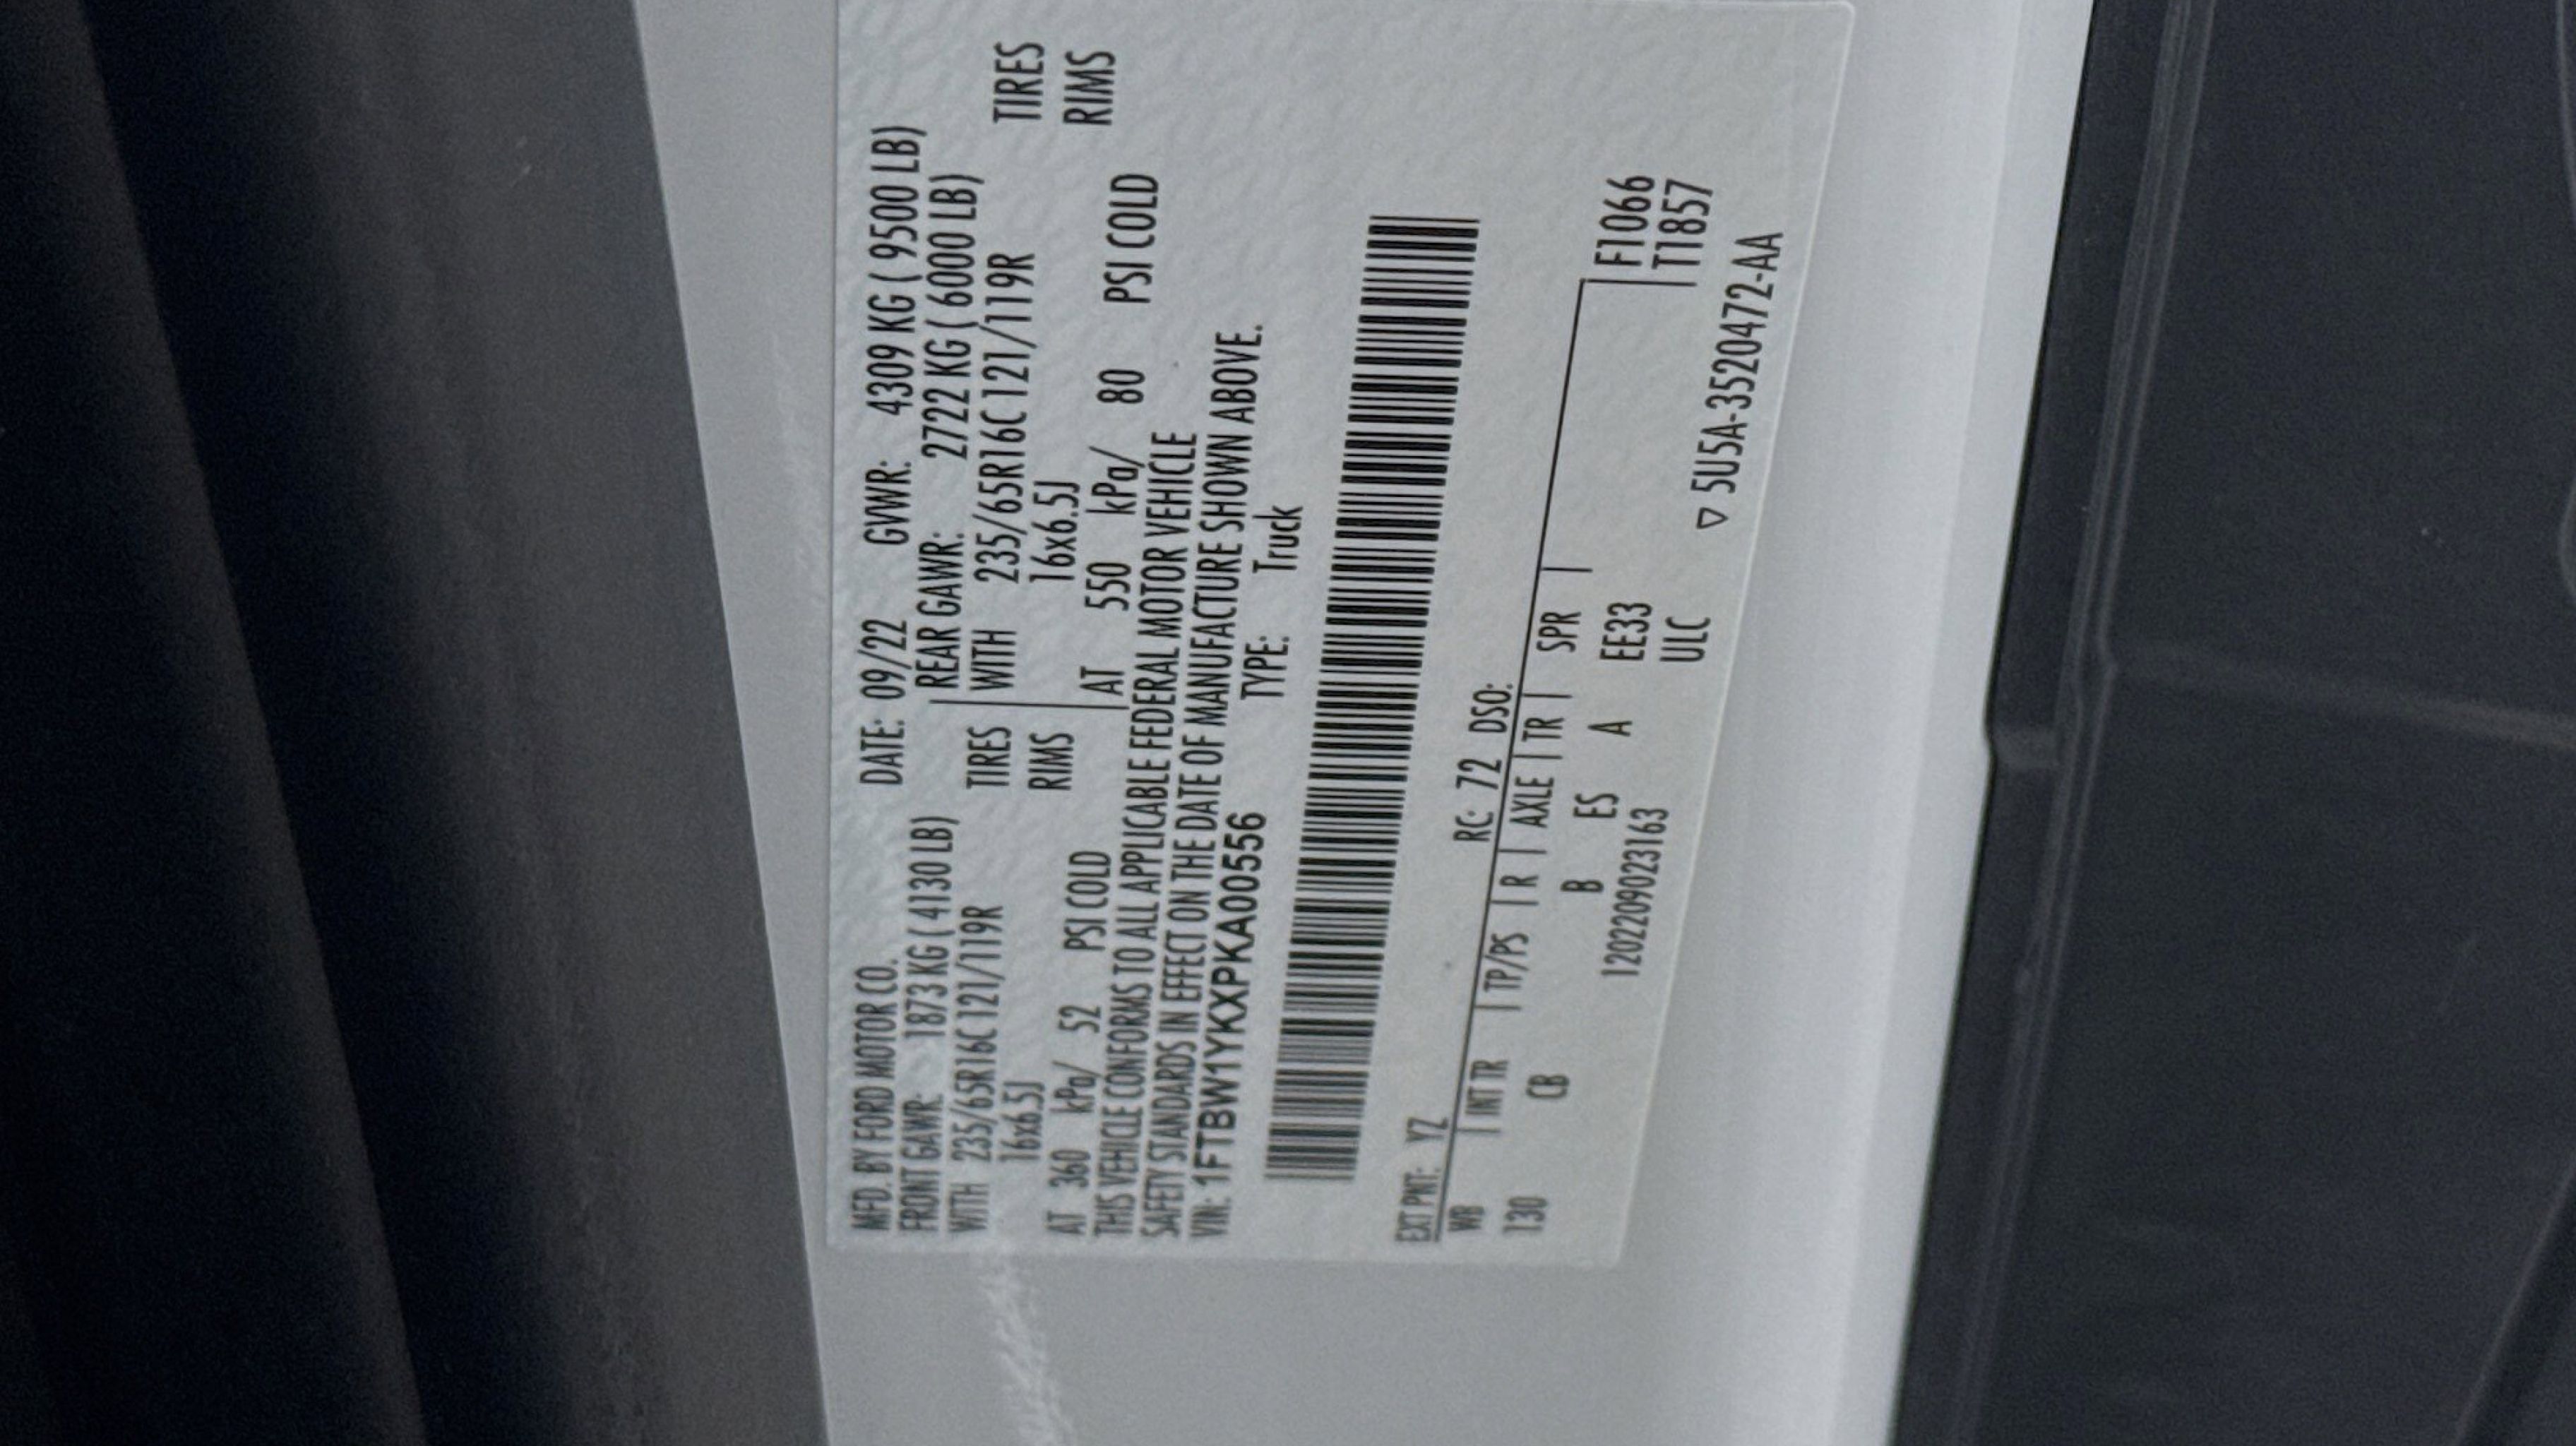 MFD. BY FORD MOTOR CO. DATE: 09/22 GVWR: 4309 KG ( 9500 LB)
FRONT GAWR: 1873 KG ( 4130 LB) REAR GAWR: 2722 KG ( 6000 LB)
WITH 235/65R16C 121/119R TIRES WITH 235/65R16C 121/119R TIRES
16x6.5J RIMS 16x6.5J RIMS
AT 360 kPa/ 52 PSI COLD AT 550 kPa/ 80 PSI COLD
THIS VEHICLE CONFORMS TO ALL APPLICABLE FEDERAL MOTOR VEHICLE
SAFETY STANDARDS IN EFFECT ON THE DATE OF MANUFACTURE SHOWN ABOVE.
VIN: 1FTBW1YKXPKA00556 TYPE: Truck
EXT PNT: YZ RC: 72 DSO:
WB | INT TR | TP/PS | R | AXLE | TR | SPR |
130 CB B ES A EE33 F1066
1202209023163 ULC T1857
▽ 5U5A-3520472-AA